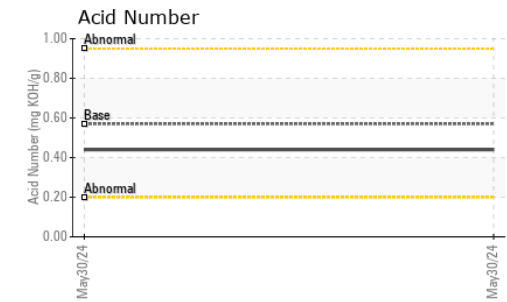 Acid Number
Acid Number (mg KOH/g)
1.00
0.80
0.60
0.40
0.20
0.00
Abnormal
Base
Abnormal
May30/24
May30/24